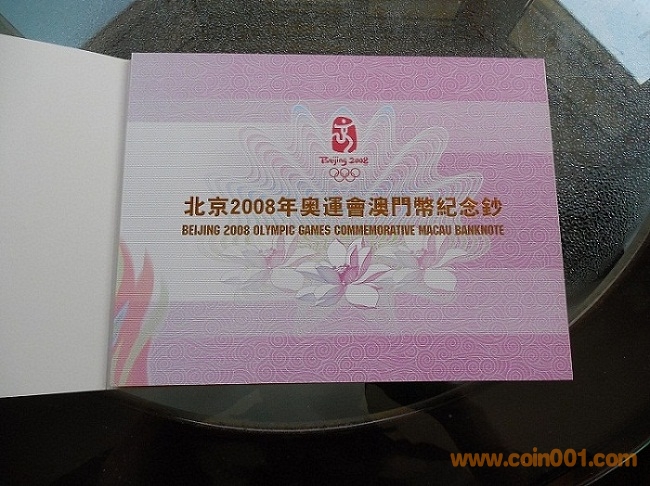 Beijing 2008
北京2008年奧運會澳門幣紀念鈔
BEIJING 2008 OLYMPIC GAMES COMMEMORATIVE MACAU BANKNOTE
www.coin001.com